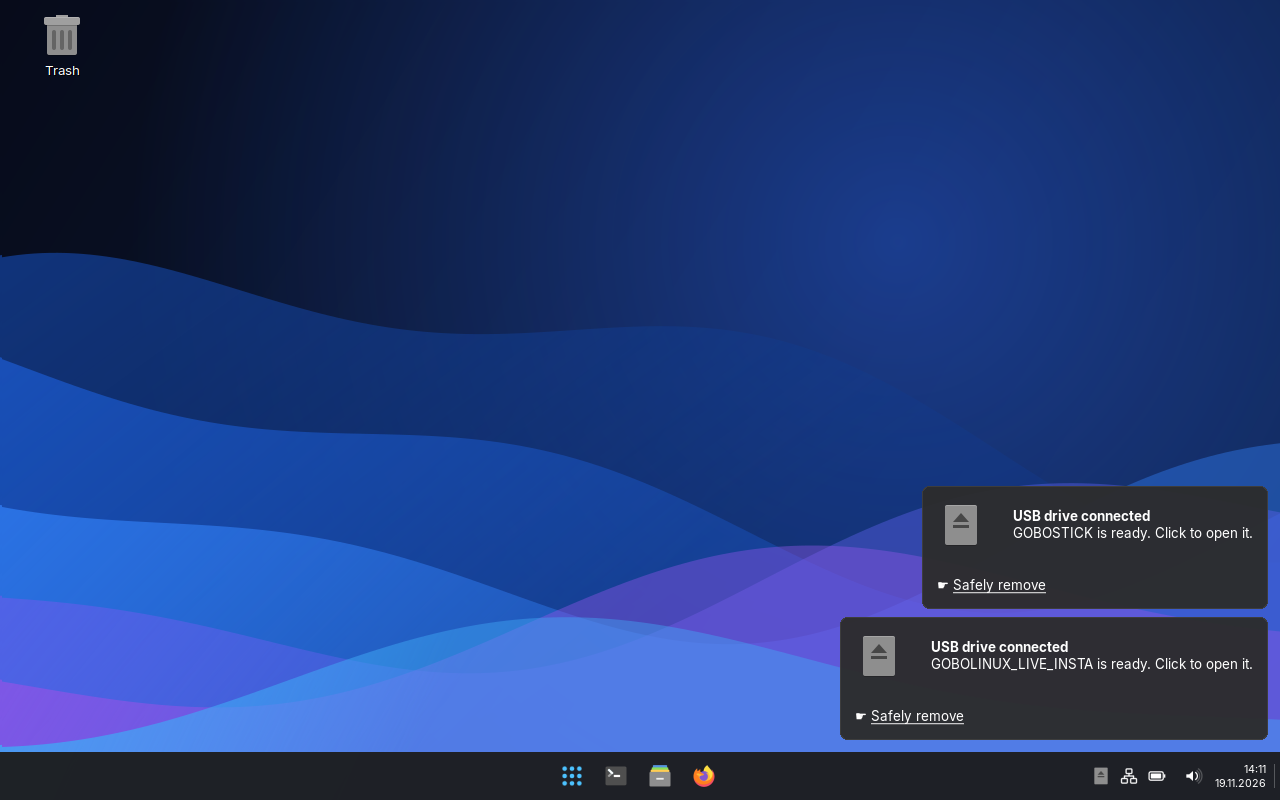 Trash
USB drive connected
GOBOSTICK is ready. Click to open it.
☛ Safely remove
USB drive connected
GOBOLINUX_LIVE_INSTA is ready. Click to open it.
☛ Safely remove
14:11
19.11.2026